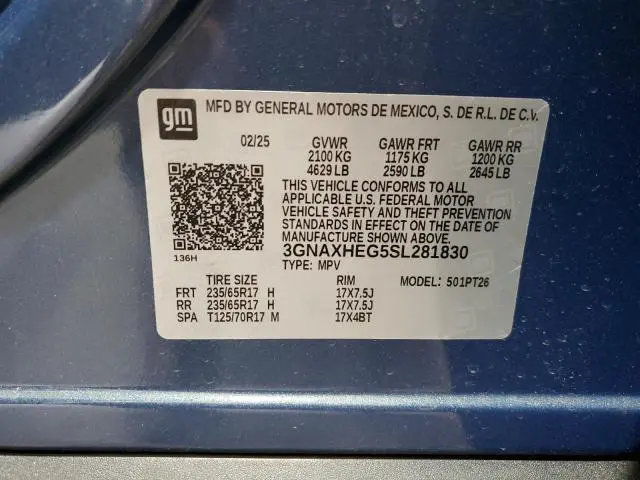 gm
MFD BY GENERAL MOTORS DE MEXICO, S. DE R.L. DE C.V.
02/25 GVWR GAWR FRT GAWR RR
2100 KG 1175 KG 1200 KG
4629 LB 2590 LB 2645 LB
THIS VEHICLE CONFORMS TO ALL
APPLICABLE U.S. FEDERAL MOTOR
VEHICLE SAFETY AND THEFT PREVENTION
STANDARDS IN EFFECT ON THE DATE OF
MANUFACTURE SHOWN ABOVE.
136H 3GNAXHEG5SL281830
TYPE: MPV
TIRE SIZE RIM MODEL: 501PT26
FRT 235/65R17 H 17X7.5J
RR 235/65R17 H 17X7.5J
SPA T125/70R17 M 17X4BT